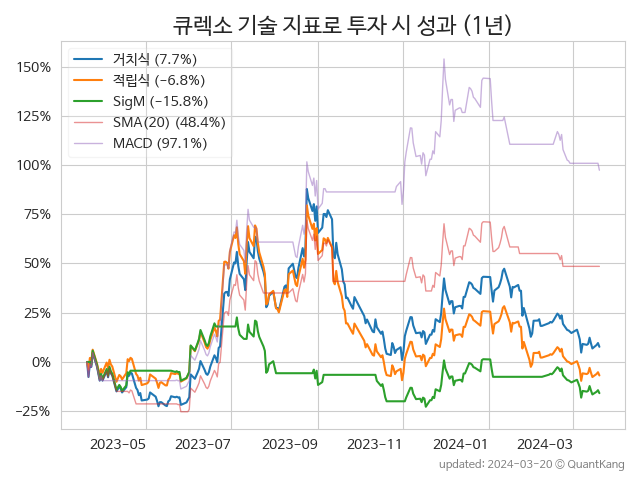 큐렉소 기술 지표로 투자 시 성과 (1년)
거치식 (7.7%)
적립식 (−6.8%)
SigM (−15.8%)
SMA(20) (48.4%)
MACD (97.1%)
150%
125%
100%
75%
50%
25%
0%
−25%
2023−05 2023−07 2023−09 2023−11 2024−01 2024−03
updated: 2024−03−20 © QuantKang